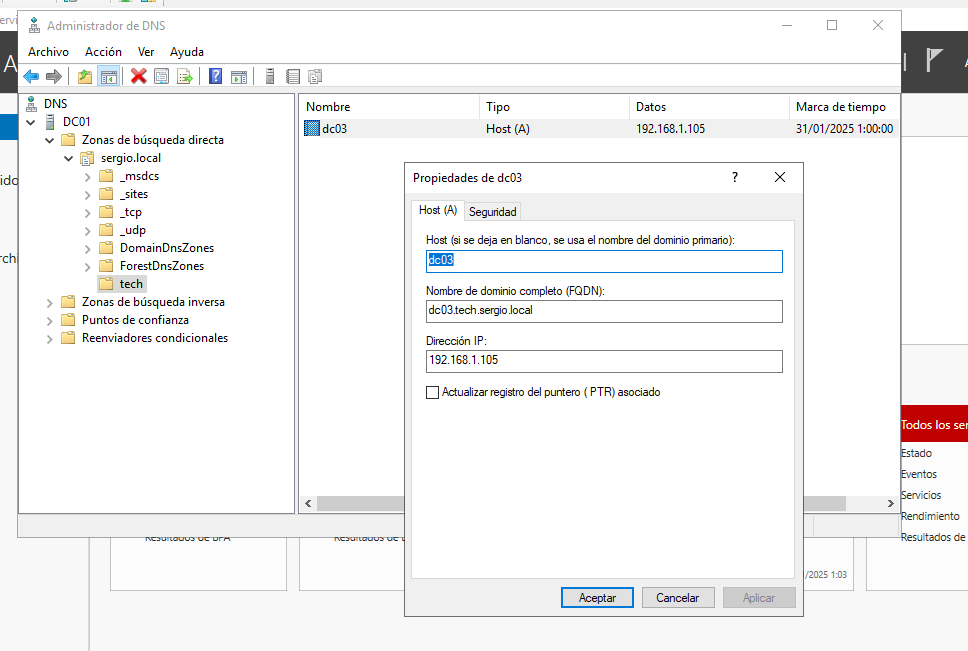 Administrador de DNS
Archivo Acción Ver Ayuda
DNS
DC01
Zonas de búsqueda directa
sergio.local
_msdcs
_sites
_tcp
_udp
DomainDnsZones
ForestDnsZones
tech
Zonas de búsqueda inversa
Puntos de confianza
Reenviadores condicionales
Nombre Tipo Datos Marca de tiempo
dc03 Host (A) 192.168.1.105 31/01/2025 1:00:00
Propiedades de dc03
Host (A) Seguridad
Host (si se deja en blanco, se usa el nombre del dominio primario):
dc03
Nombre de dominio completo (FQDN):
dc03.tech.sergio.local
Dirección IP:
192.168.1.105
Actualizar registro del puntero ( PTR) asociado
Aceptar Cancelar Aplicar
Todos los ser
Estado
Eventos
Servicios
Rendimiento
Resultados de
Resultados de BPA
Resultados de
/2025 1:03